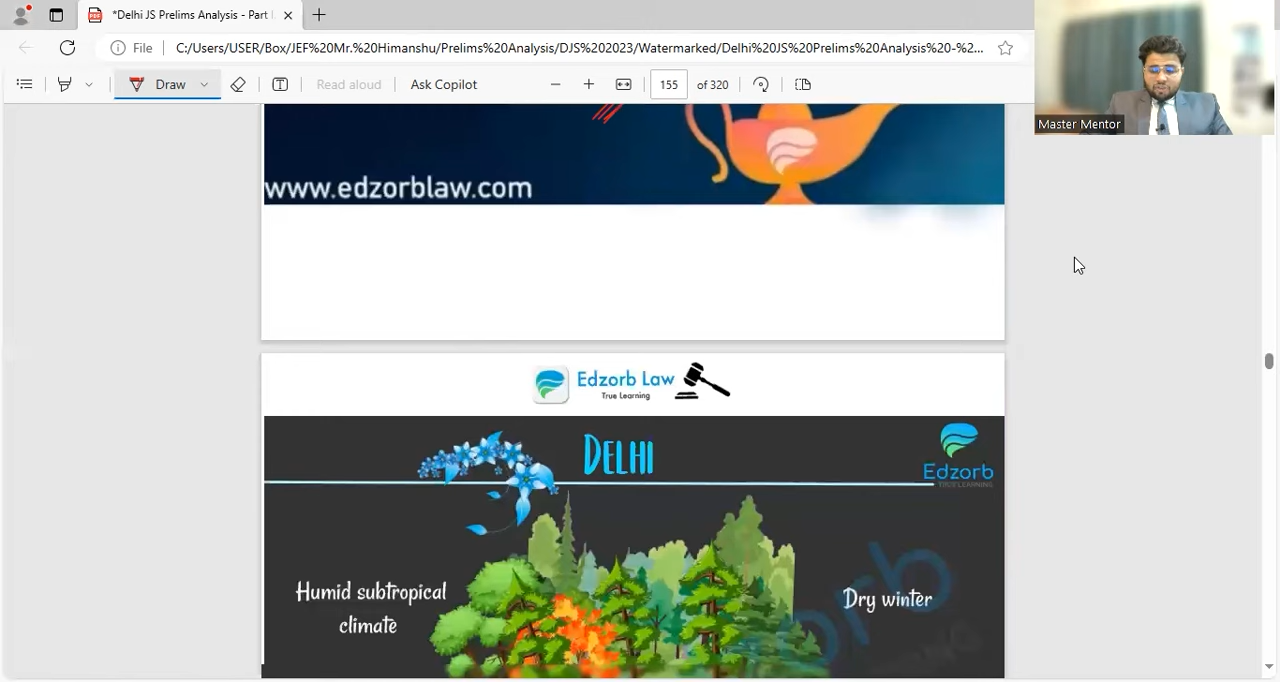 *Delhi JS Prelims Analysis - Part
File
C:/Users/USER/Box/JEF%20Mr.%20Himanshu/Prelims%20Analysis/DJS%202023/Watermarked/Delhi%20JS%20Prelims%20Analysis%20-%2...
Draw
Read aloud
Ask Copilot
155
of 320
Master Mentor
www.edzorblaw.com
Edzorb Law
True Learning
DELHI
Edzorb
TRUE LEARNING
Humid subtropical
climate
Dry winter